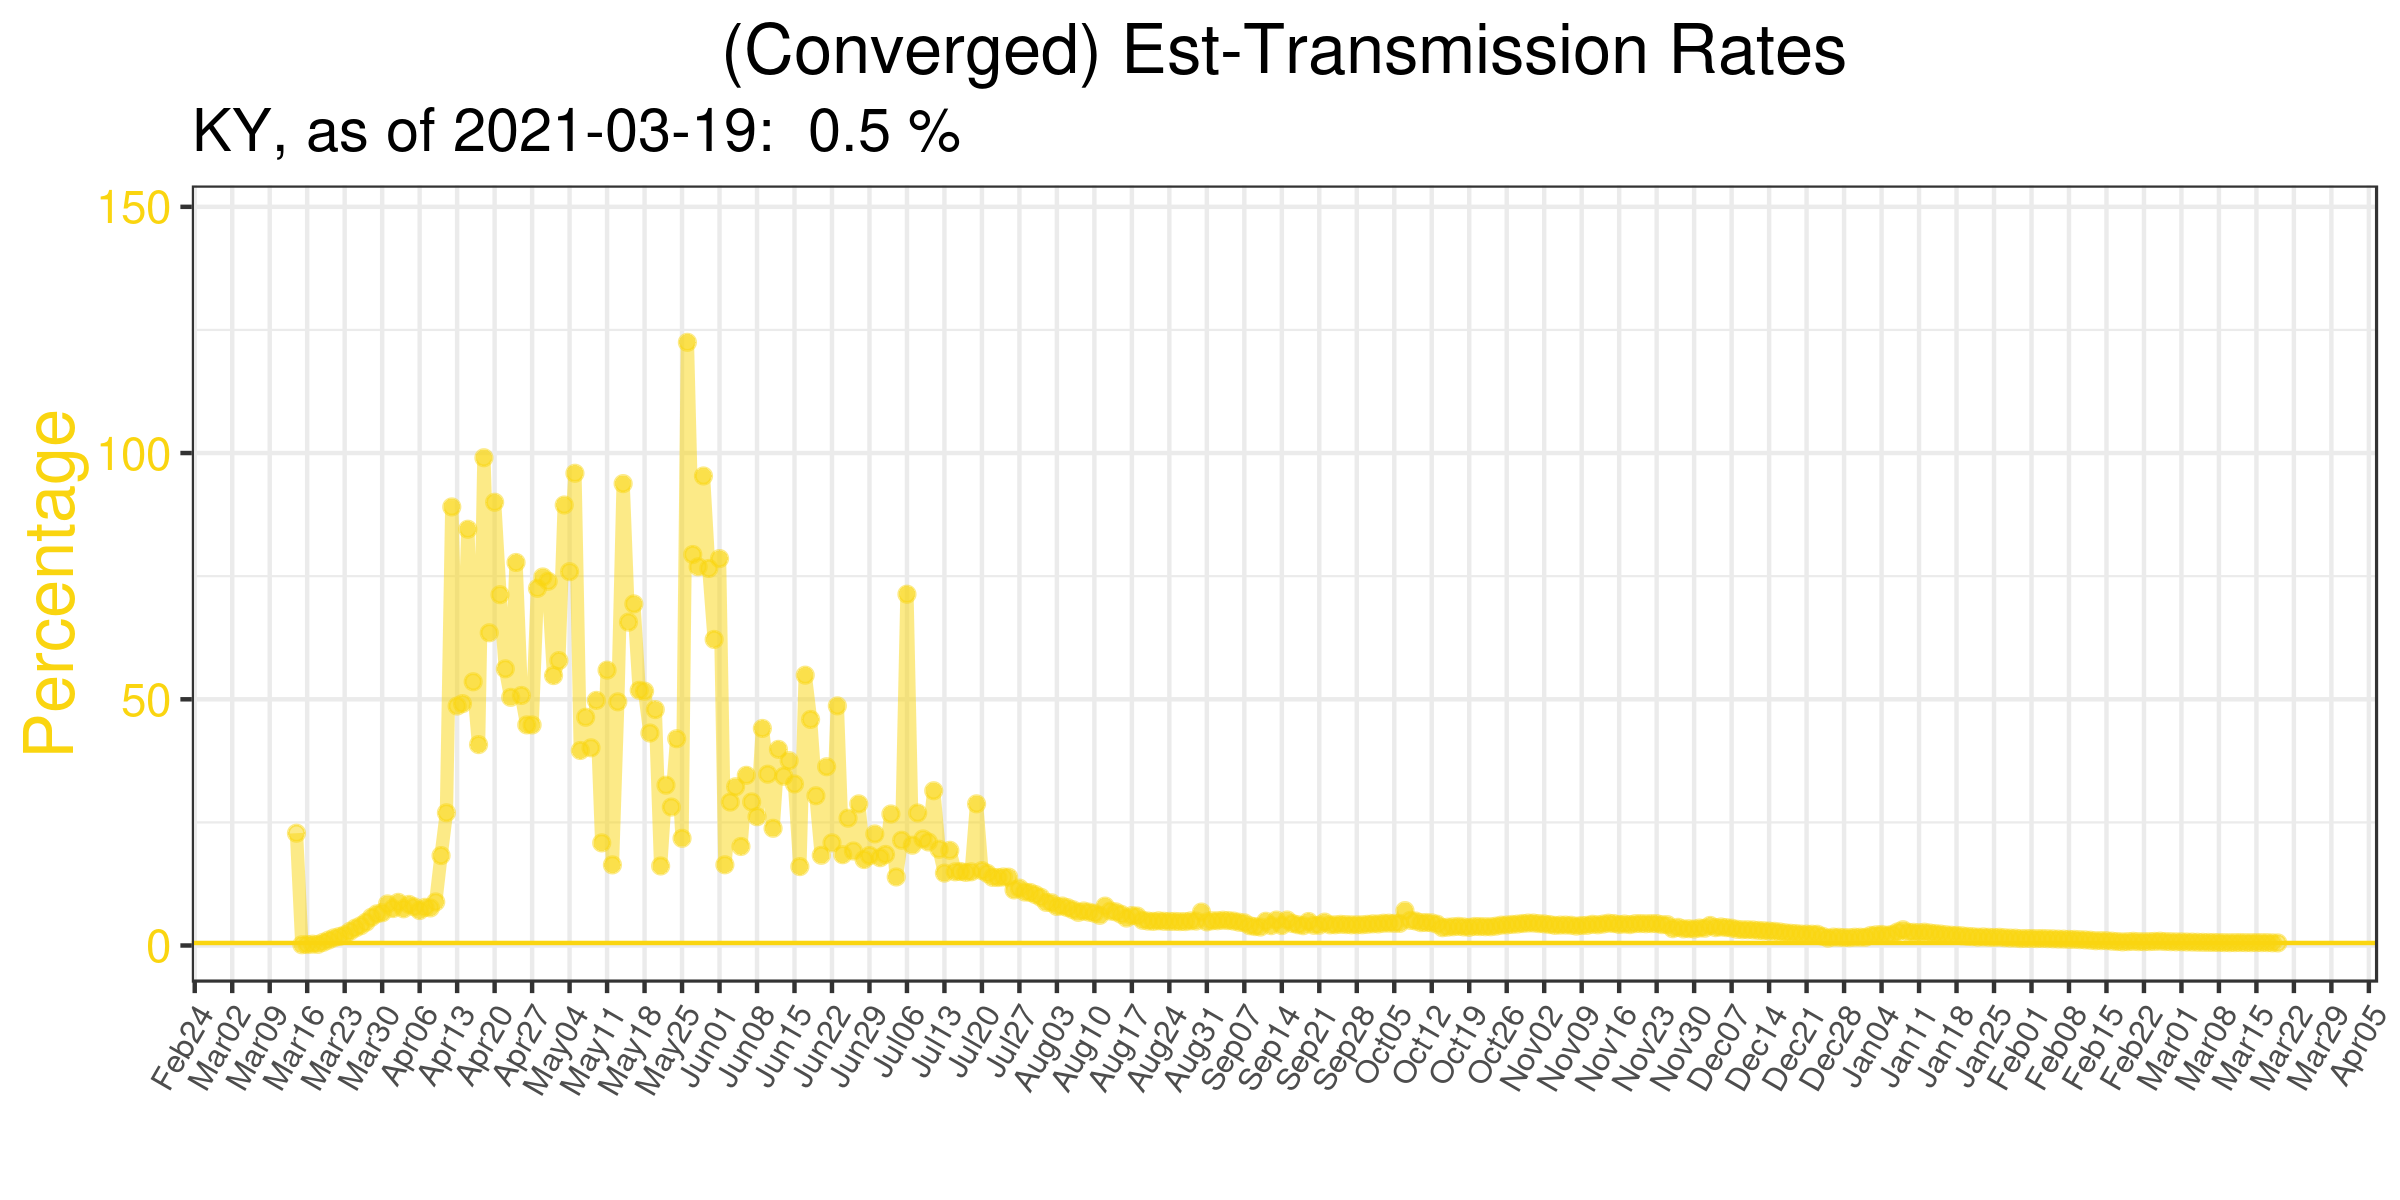 (Converged) Est-Transmission Rates
KY, as of 2021-03-19:  0.5 %
Percentage
150
100
50
0
Feb24
Mar02
Mar09
Mar16
Mar23
Mar30
Apr06
Apr13
Apr20
Apr27
May04
May11
May18
May25
Jun01
Jun08
Jun15
Jun22
Jun29
Jul06
Jul13
Jul20
Jul27
Aug03
Aug10
Aug17
Aug24
Aug31
Sep07
Sep14
Sep21
Sep28
Oct05
Oct12
Oct19
Oct26
Nov02
Nov09
Nov16
Nov23
Nov30
Dec07
Dec14
Dec21
Dec28
Jan04
Jan11
Jan18
Jan25
Feb01
Feb08
Feb15
Feb22
Mar01
Mar08
Mar15
Mar22
Mar29
Apr05